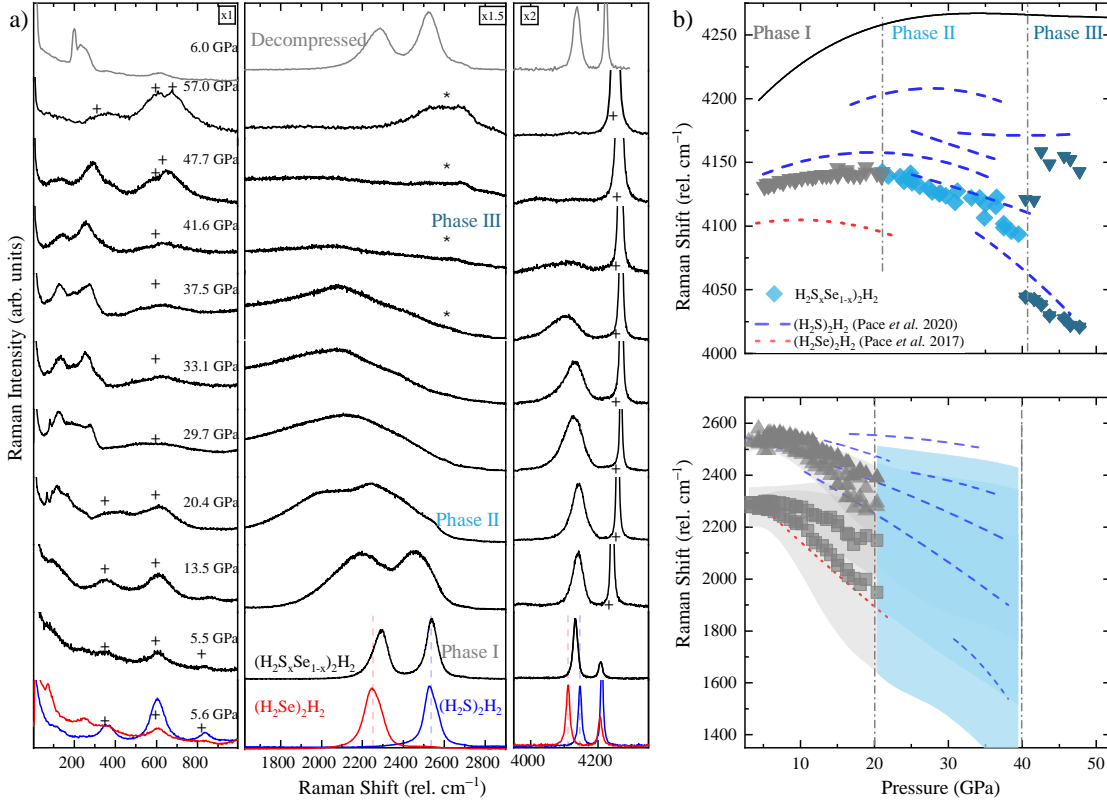 a)
x1
x1.5
x2
6.0 GPa
Decompressed
57.0 GPa
+ + +
*
+
47.7 GPa
+ +
*
+
41.6 GPa
+
Phase III
*
+
37.5 GPa
+
*
+
33.1 GPa
+
+
29.7 GPa
+
+
20.4 GPa
+ +
Phase II
+
13.5 GPa
+ +
+
5.5 GPa
+ + +
(H₂SₓSe₁₋ₓ)₂H₂
Phase I
5.6 GPa
+ + +
(H₂Se)₂H₂
(H₂S)₂H₂
200 400 600 800
1800 2000 2200 2400 2600 2800
4000 4200
Raman Shift (rel. cm⁻¹)
Raman Intensity (arb. units)
b)
Phase I
Phase II
Phase III
4250
4200
4150
4100
4050
4000
Raman Shift (rel. cm⁻¹)
H₂SₓSe₁₋ₓ)₂H₂
(H₂S)₂H₂ (Pace et al. 2020)
(H₂Se)₂H₂ (Pace et al. 2017)
2600
2400
2200
2000
1800
1600
1400
Raman Shift (rel. cm⁻¹)
10 20 30 40 50
Pressure (GPa)